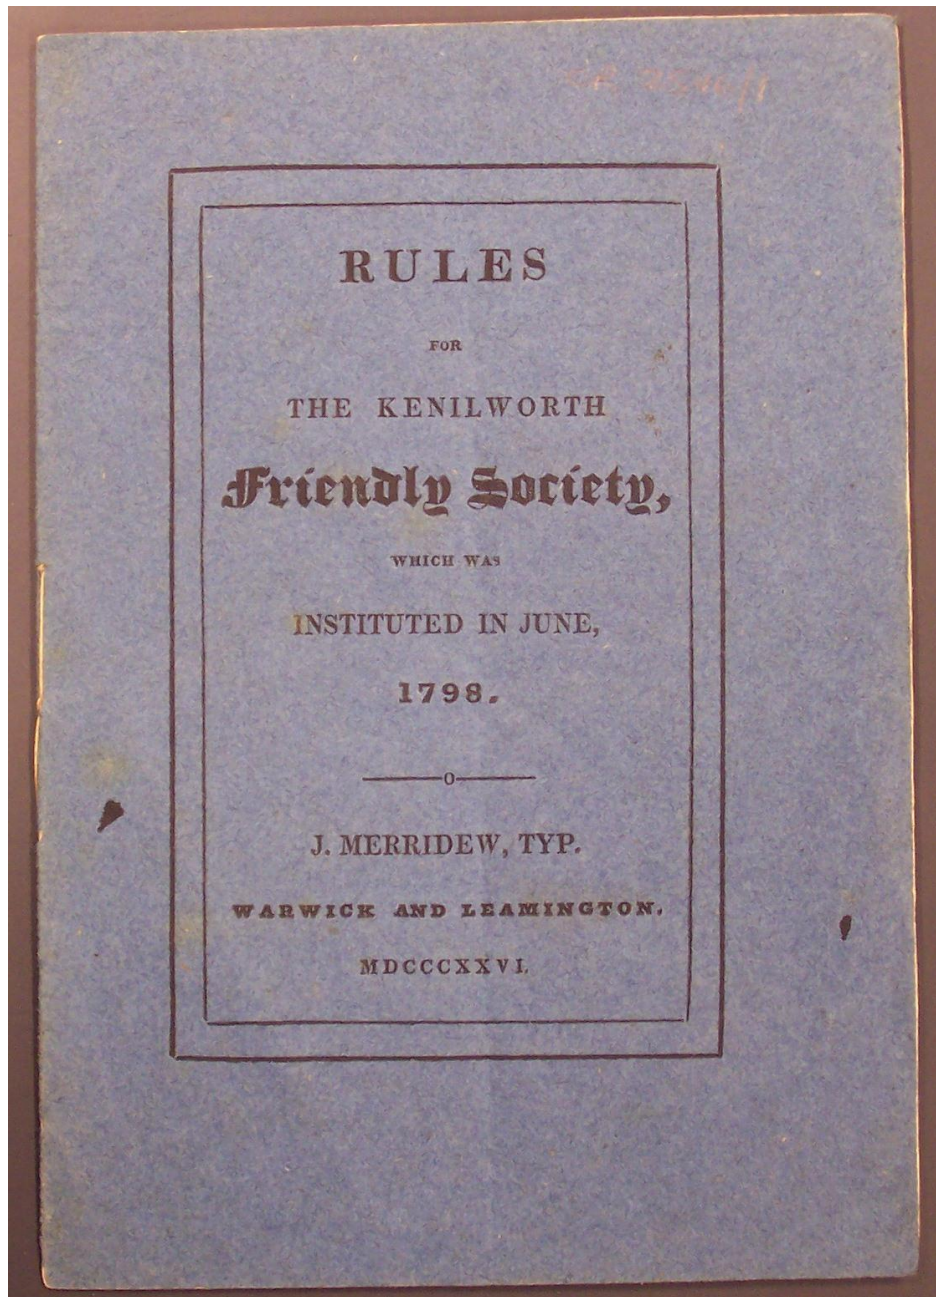 RULES
FOR
THE KENILWORTH
Friendly Society,
WHICH WAS
INSTITUTED IN JUNE,
1798.
J. MERRIDEW, TYP.
WARWICK AND LEAMINGTON.
MDCCCXXVI.